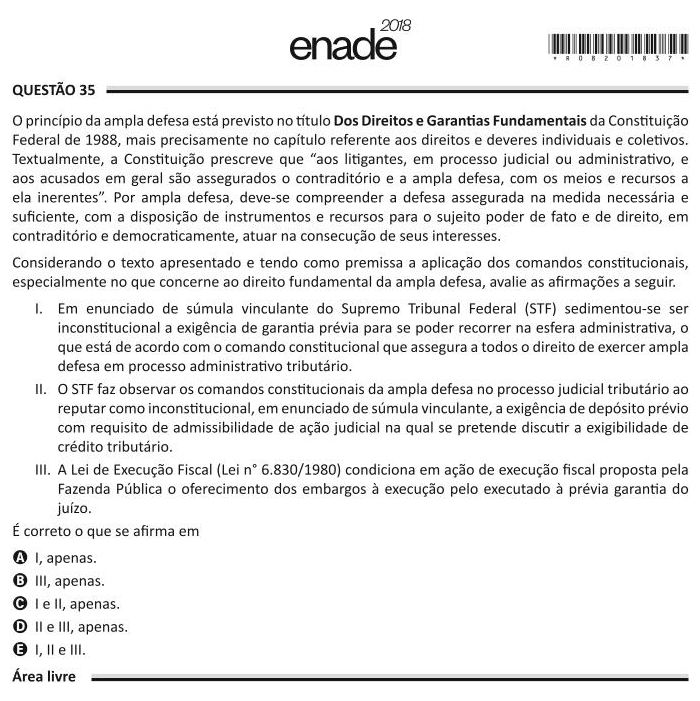 enade 2018
*R0820183 7*
QUESTÃO 35
O princípio da ampla defesa está previsto no título Dos Direitos e Garantias Fundamentais da Constituição
Federal de 1988, mais precisamente no capítulo referente aos direitos e deveres individuais e coletivos.
Textualmente, a Constituição prescreve que “aos litigantes, em processo judicial ou administrativo, e
aos acusados em geral são assegurados o contraditório e a ampla defesa, com os meios e recursos a
ela inerentes”. Por ampla defesa, deve-se compreender a defesa assegurada na medida necessária e
suficiente, com a disposição de instrumentos e recursos para o sujeito poder de fato e de direito, em
contraditório e democraticamente, atuar na consecução de seus interesses.
Considerando o texto apresentado e tendo como premissa a aplicação dos comandos constitucionais,
especialmente no que concerne ao direito fundamental da ampla defesa, avalie as afirmações a seguir.
I. Em enunciado de súmula vinculante do Supremo Tribunal Federal (STF) sedimentou-se ser
inconstitucional a exigência de garantia prévia para se poder recorrer na esfera administrativa, o
que está de acordo com o comando constitucional que assegura a todos o direito de exercer ampla
defesa em processo administrativo tributário.
II. O STF faz observar os comandos constitucionais da ampla defesa no processo judicial tributário ao
reputar como inconstitucional, em enunciado de súmula vinculante, a exigência de depósito prévio
com requisito de admissibilidade de ação judicial na qual se pretende discutir a exigibilidade de
crédito tributário.
III. A Lei de Execução Fiscal (Lei n° 6.830/1980) condiciona em ação de execução fiscal proposta pela
Fazenda Pública o oferecimento dos embargos à execução pelo executado à prévia garantia do
juízo.
É correto o que se afirma em
A I, apenas.
B III, apenas.
C I e II, apenas.
D II e III, apenas.
E I, II e III.
Área livre